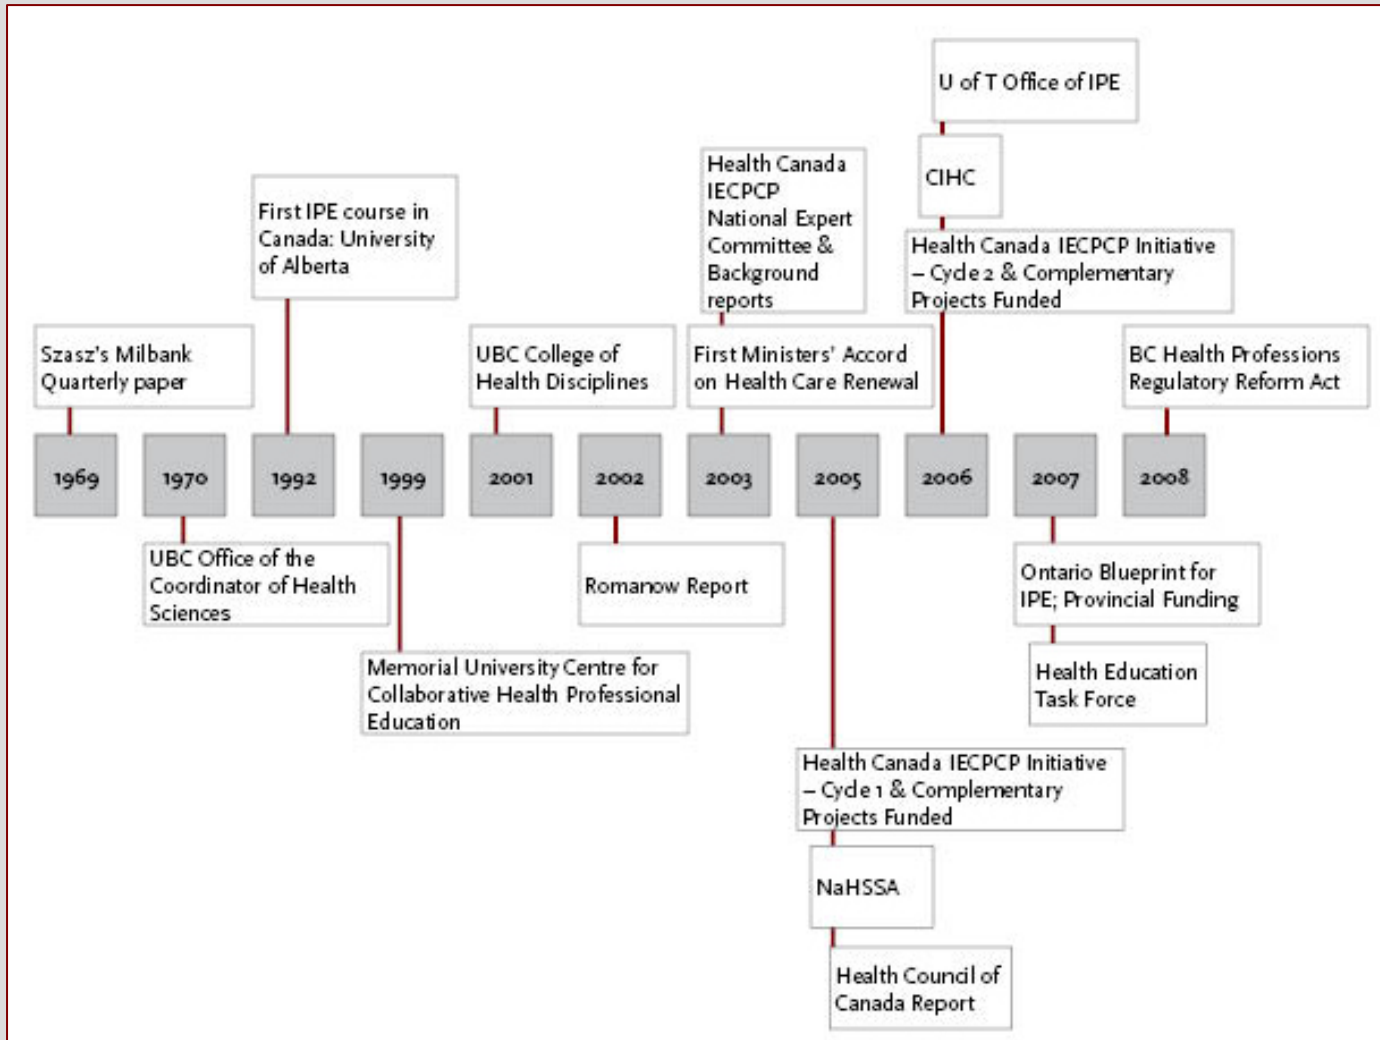 U of T Office of IPE
CIHC
Health Canada
IECPCP
National Expert
Committee &
Background
reports
Health Canada IECPCP Initiative
– Cycle 2 & Complementary
Projects Funded
First IPE course in
Canada: University
of Alberta
Szasz's Milbank
Quarterly paper
UBC College of
Health Disciplines
First Ministers' Accord
on Health Care Renewal
BC Health Professions
Regulatory Reform Act
1969
1970
1992
1999
2001
2002
2003
2005
2006
2007
2008
UBC Office of the
Coordinator of Health
Sciences
Romanow Report
Ontario Blueprint for
IPE; Provincial Funding
Memorial University Centre for
Collaborative Health Professional
Education
Health Education
Task Force
Health Canada IECPCP Initiative
– Cycle 1 & Complementary
Projects Funded
NaHSSA
Health Council of
Canada Report